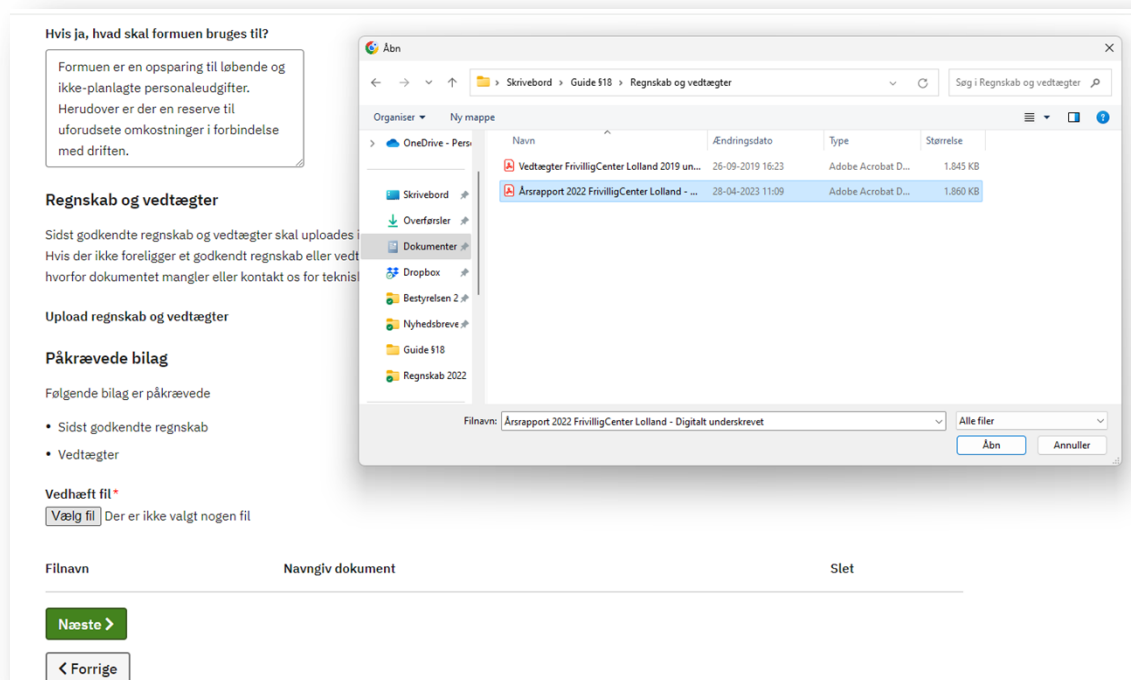 Hvis ja, hvad skal formuen bruges til?
Formuen er en opsparing til løbende og
ikke-planlagte personaleudgifter.
Herudover er der en reserve til
uforudsete omkostninger i forbindelse
med driften.
Regnskab og vedtægter
Sidst godkendte regnskab og vedtægter skal uploades
Hvis der ikke foreligger et godkendt regnskab eller vedt
hvorfor dokumentet mangler eller kontakt os for teknisk
Upload regnskab og vedtægter
Påkrævede bilag
Følgende bilag er påkrævede
• Sidst godkendte regnskab
• Vedtægter
Vedhæft fil*
Vælg fil Der er ikke valgt nogen fil
Filnavn Navngiv dokument Slet
Næste
Forrige
Åbn
Skrivebord › Guide §18 › Regnskab og vedtægter
Søg i Regnskab og vedtægter
Organiser Ny mappe
OneDrive - Perso
Skrivebord
Overførsler
Dokumenter
Dropbox
Bestyrelsen 2
Nyhedsbreve
Guide §18
Regnskab 2022
Navn Ændringsdato Type Størrelse
Vedtægter FrivilligCenter Lolland 2019 un... 26-09-2019 16:23 Adobe Acrobat D... 1.845 KB
Årsrapport 2022 FrivilligCenter Lolland - ... 28-04-2023 11:09 Adobe Acrobat D... 1.860 KB
Filnavn: Årsrapport 2022 FrivilligCenter Lolland - Digitalt underskrevet Alle filer
Åbn Annuller